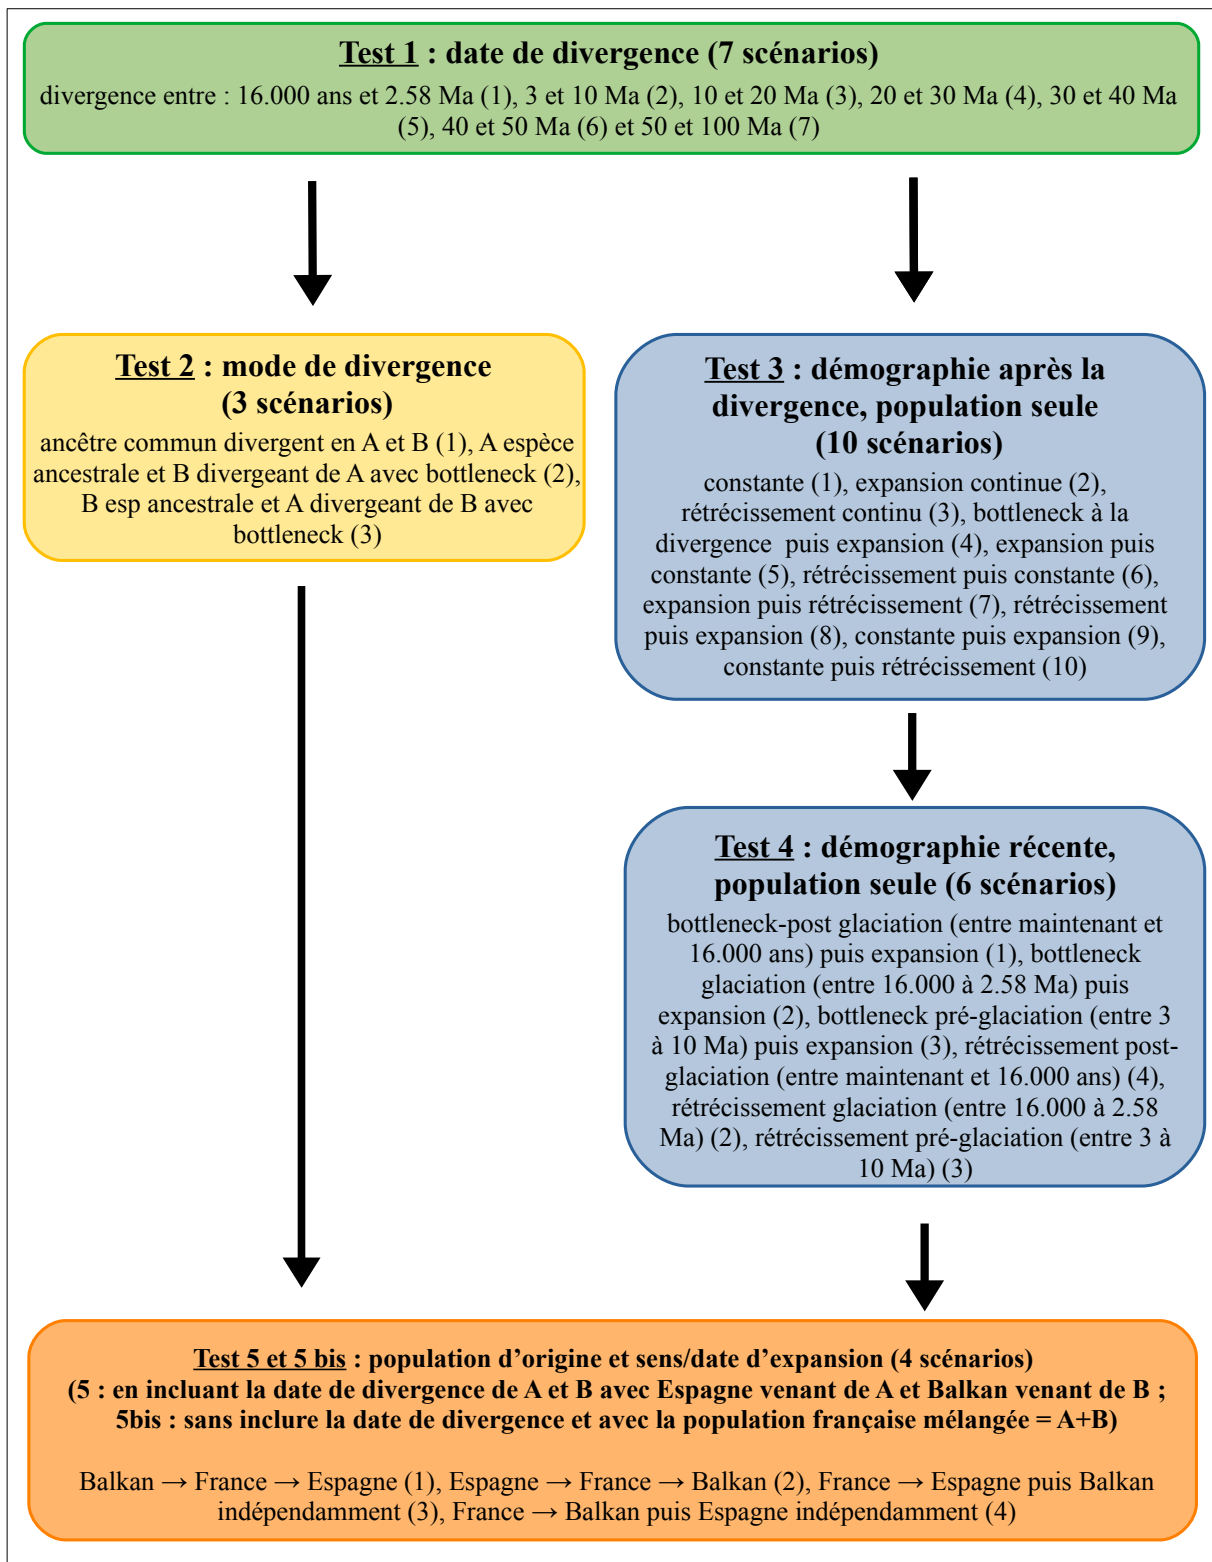 Test 1 : date de divergence (7 scénarios)
divergence entre : 16.000 ans et 2.58 Ma (1), 3 et 10 Ma (2), 10 et 20 Ma (3), 20 et 30 Ma (4), 30 et 40 Ma
(5), 40 et 50 Ma (6) et 50 et 100 Ma (7)
Test 2 : mode de divergence
(3 scénarios)
ancêtre commun divergent en A et B (1), A espèce
ancestrale et B divergeant de A avec bottleneck (2),
B esp ancestrale et A divergeant de B avec
bottleneck (3)
Test 3 : démographie après la
divergence, population seule
(10 scénarios)
constante (1), expansion continue (2),
rétrécissement continu (3), bottleneck à la
divergence puis expansion (4), expansion puis
constante (5), rétrécissement puis constante (6),
expansion puis rétrécissement (7), rétrécissement
puis expansion (8), constante puis expansion (9),
constante puis rétrécissement (10)
Test 4 : démographie récente,
population seule (6 scénarios)
bottleneck-post glaciation (entre maintenant et
16.000 ans) puis expansion (1), bottleneck
glaciation (entre 16.000 à 2.58 Ma) puis
expansion (2), bottleneck pré-glaciation (entre 3
à 10 Ma) puis expansion (3), rétrécissement post-
glaciation (entre maintenant et 16.000 ans) (4),
rétrécissement glaciation (entre 16.000 à 2.58
Ma) (2), rétrécissement pré-glaciation (entre 3 à
10 Ma) (3)
Test 5 et 5 bis : population d’origine et sens/date d’expansion (4 scénarios)
(5 : en incluant la date de divergence de A et B avec Espagne venant de A et Balkan venant de B ;
5bis : sans inclure la date de divergence et avec la population française mélangée = A+B)
Balkan → France → Espagne (1), Espagne → France → Balkan (2), France → Espagne puis Balkan
indépendamment (3), France → Balkan puis Espagne indépendamment (4)